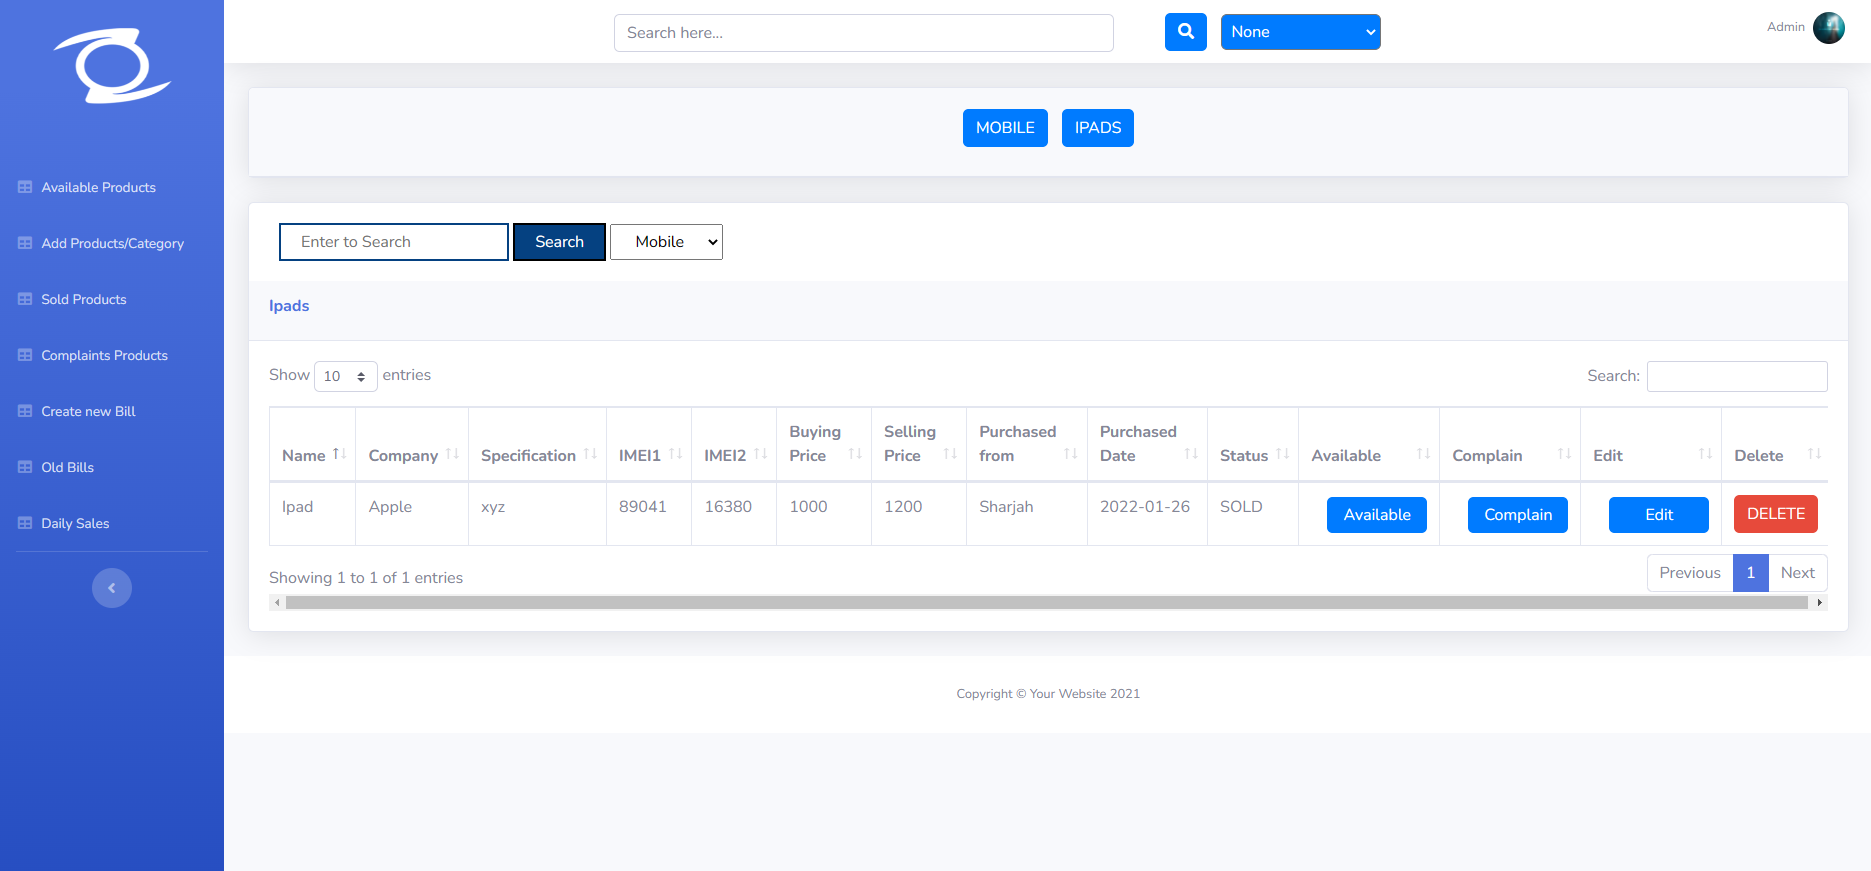 Search here...
None
Admin
Available Products
Add Products/Category
Sold Products
Complaints Products
Create new Bill
Old Bills
Daily Sales
MOBILE IPADS
Enter to Search Search Mobile
Ipads
Show 10 entries
Search:
Name Company Specification IMEI1 IMEI2 Buying Price Selling Price Purchased from Purchased Date Status Available Complain Edit Delete
Ipad Apple xyz 89041 16380 1000 1200 Sharjah 2022-01-26 SOLD Available Complain Edit DELETE
Showing 1 to 1 of 1 entries
Previous 1 Next
Copyright © Your Website 2021